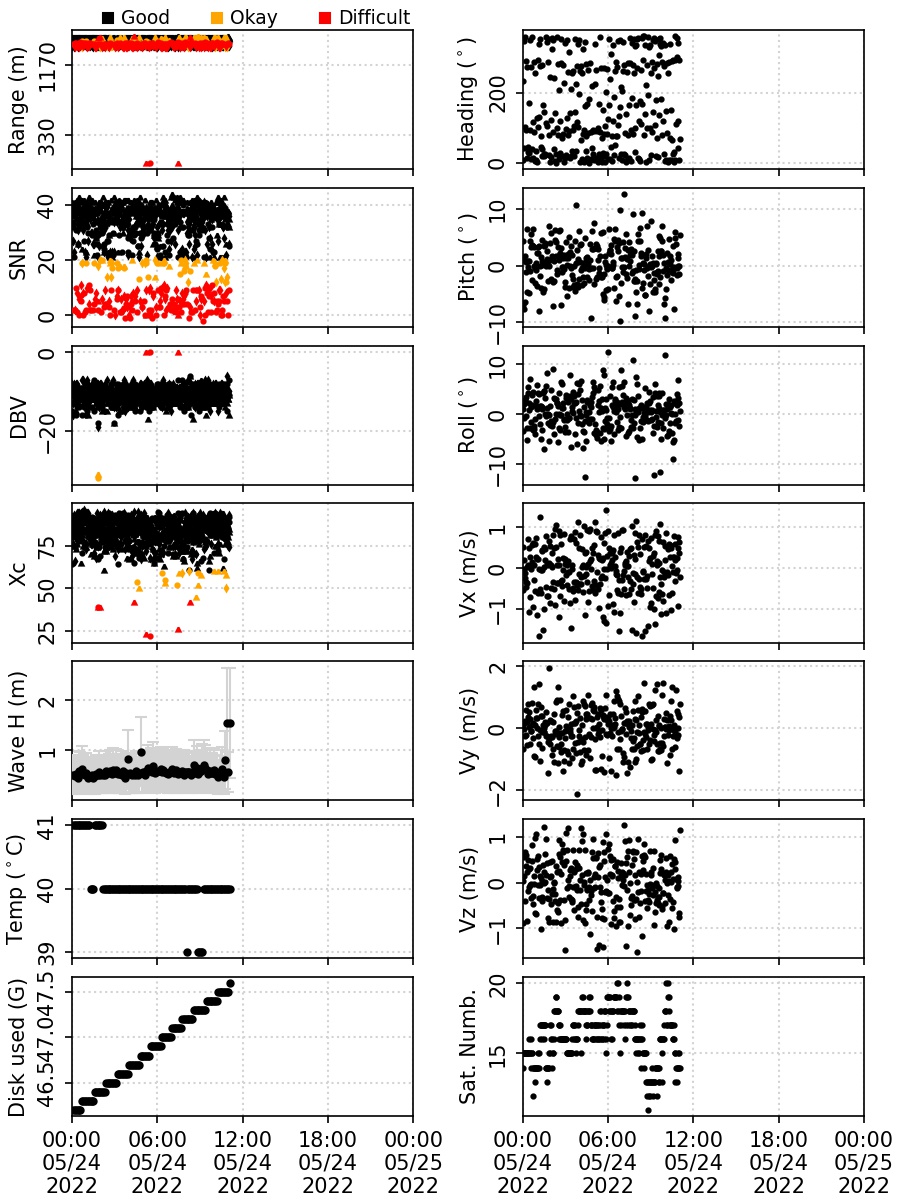 Good Okay Difficult
Range (m)
1170
330
Heading (°)
200
0
SNR
40
20
0
Pitch (°)
10
0
−10
DBV
0
−20
Roll (°)
10
0
−10
Xc
75
50
25
Vx (m/s)
1
0
−1
Wave H (m)
2
1
Vy (m/s)
2
0
−2
Temp (°C)
41
40
39
Vz (m/s)
1
0
−1
Disk used (G)
47.5
47.0
46.5
Sat. Numb.
20
15
00:00 06:00 12:00 18:00 00:00
05/24 05/24 05/24 05/24 05/25
2022 2022 2022 2022 2022
00:00 06:00 12:00 18:00 00:00
05/24 05/24 05/24 05/24 05/25
2022 2022 2022 2022 2022